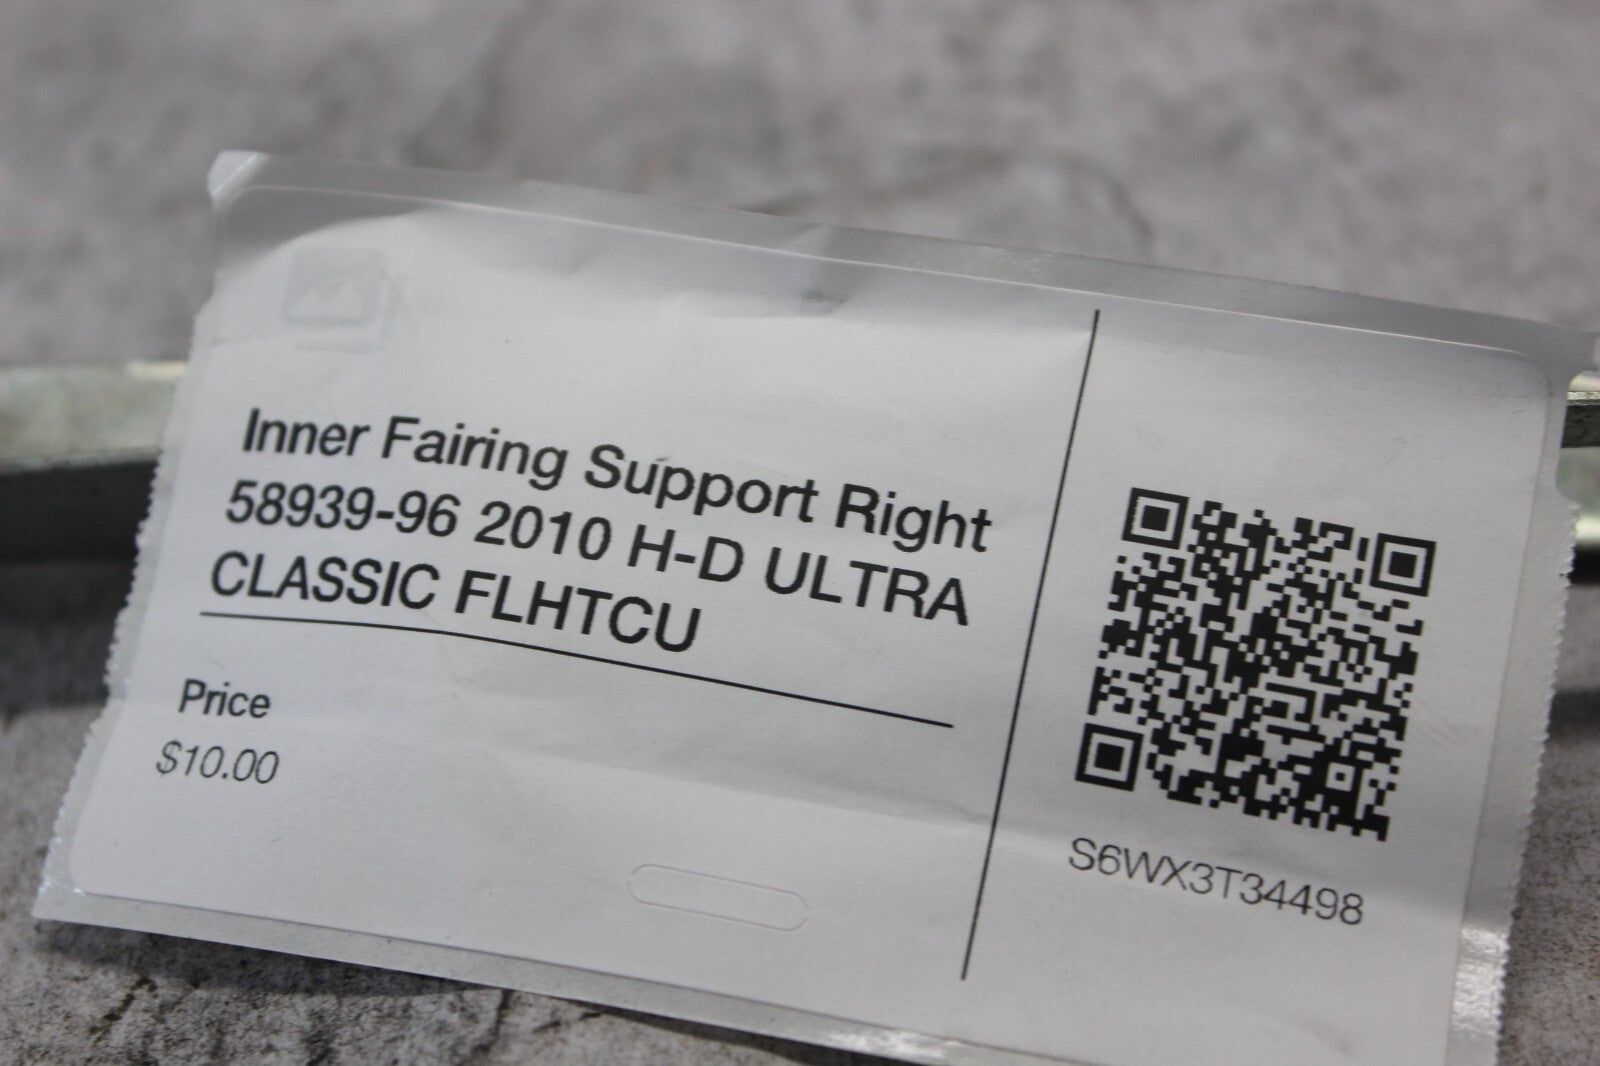 Inner Fairing Support Right
58939-96 2010 H-D ULTRA
CLASSIC FLHTCU
Price
$10.00
S6WX3T34498